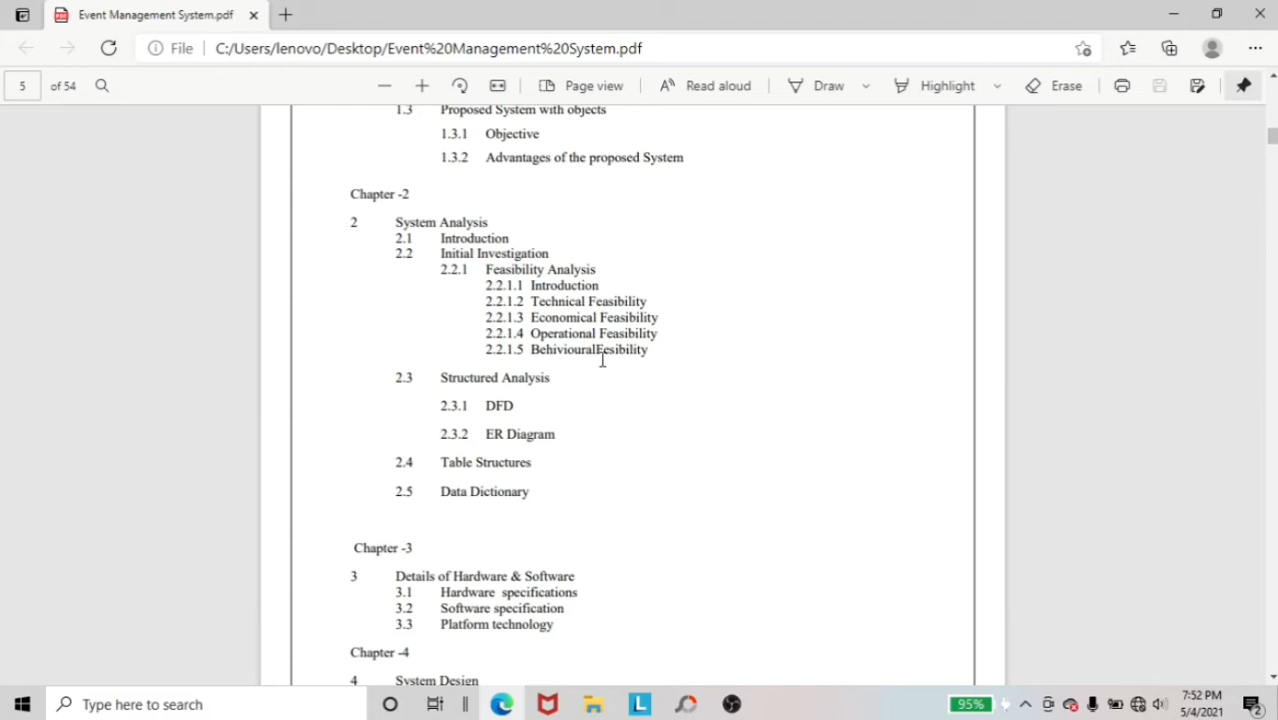 Event Management System.pdf
File
C:/Users/lenovo/Desktop/Event%20Management%20System.pdf
5 of 54
Page view
Read aloud
Draw
Highlight
Erase
1.3 Proposed System with objects
1.3.1 Objective
1.3.2 Advantages of the proposed System
Chapter -2
2 System Analysis
2.1 Introduction
2.2 Initial Investigation
2.2.1 Feasibility Analysis
2.2.1.1 Introduction
2.2.1.2 Technical Feasibility
2.2.1.3 Economical Feasibility
2.2.1.4 Operational Feasibility
2.2.1.5 BehiviouralFesibility
2.3 Structured Analysis
2.3.1 DFD
2.3.2 ER Diagram
2.4 Table Structures
2.5 Data Dictionary
Chapter -3
3 Details of Hardware & Software
3.1 Hardware specifications
3.2 Software specification
3.3 Platform technology
Chapter -4
4 System Design
Type here to search
L
95%
7:52 PM
5/4/2021
2